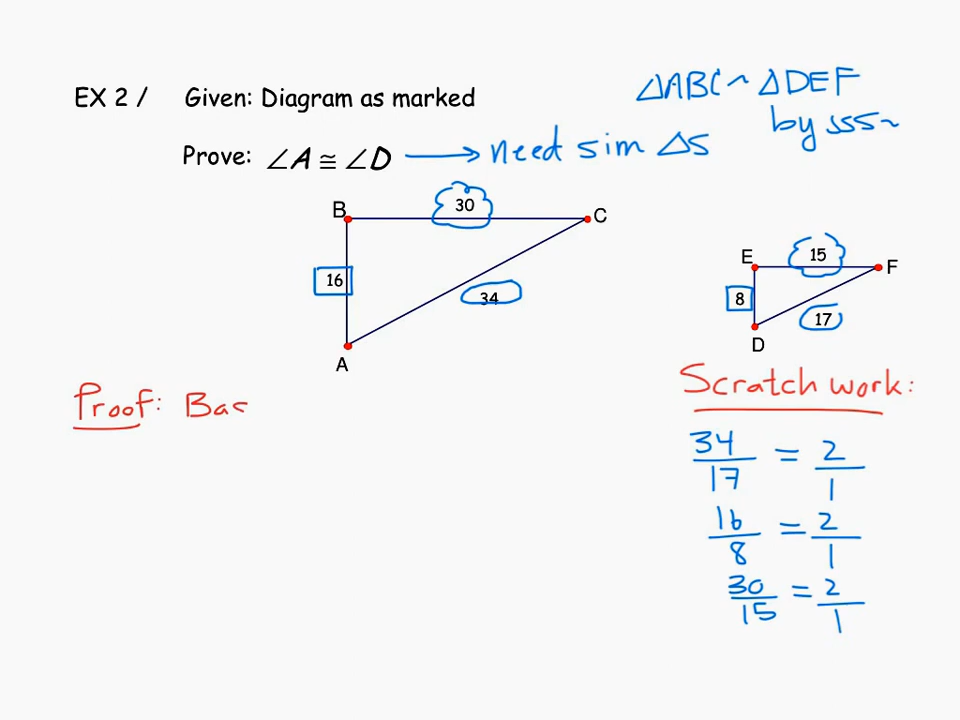 EX 2 / Given: Diagram as marked
△ABC ~ △DEF
by SSS~
Prove: ∠A ≅ ∠D → need sim △S
B 30 C
16
34
A
E 15 F
8
17
D
Proof: Bas
Scratch work:
34/17 = 2/1
16/8 = 2/1
30/15 = 2/1